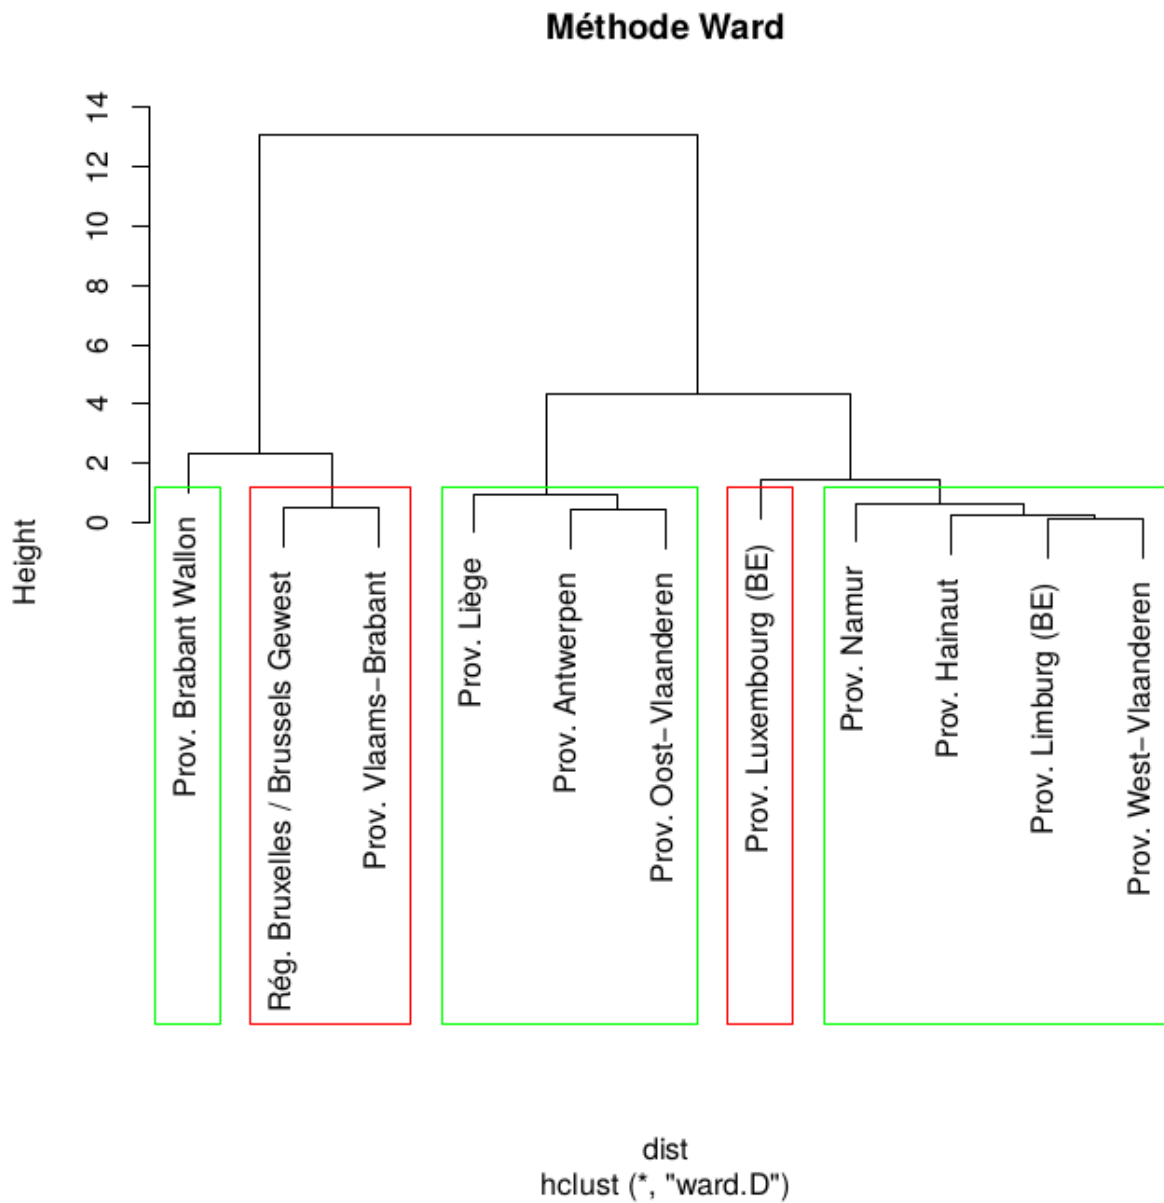 Méthode Ward
Height
14
12
10
8
6
4
2
0
Prov. Brabant Wallon
Rég. Bruxelles / Brussels Gewest
Prov. Vlaams−Brabant
Prov. Liège
Prov. Antwerpen
Prov. Oost−Vlaanderen
Prov. Luxembourg (BE)
Prov. Namur
Prov. Hainaut
Prov. Limburg (BE)
Prov. West−Vlaanderen
dist
hclust (*, "ward.D")